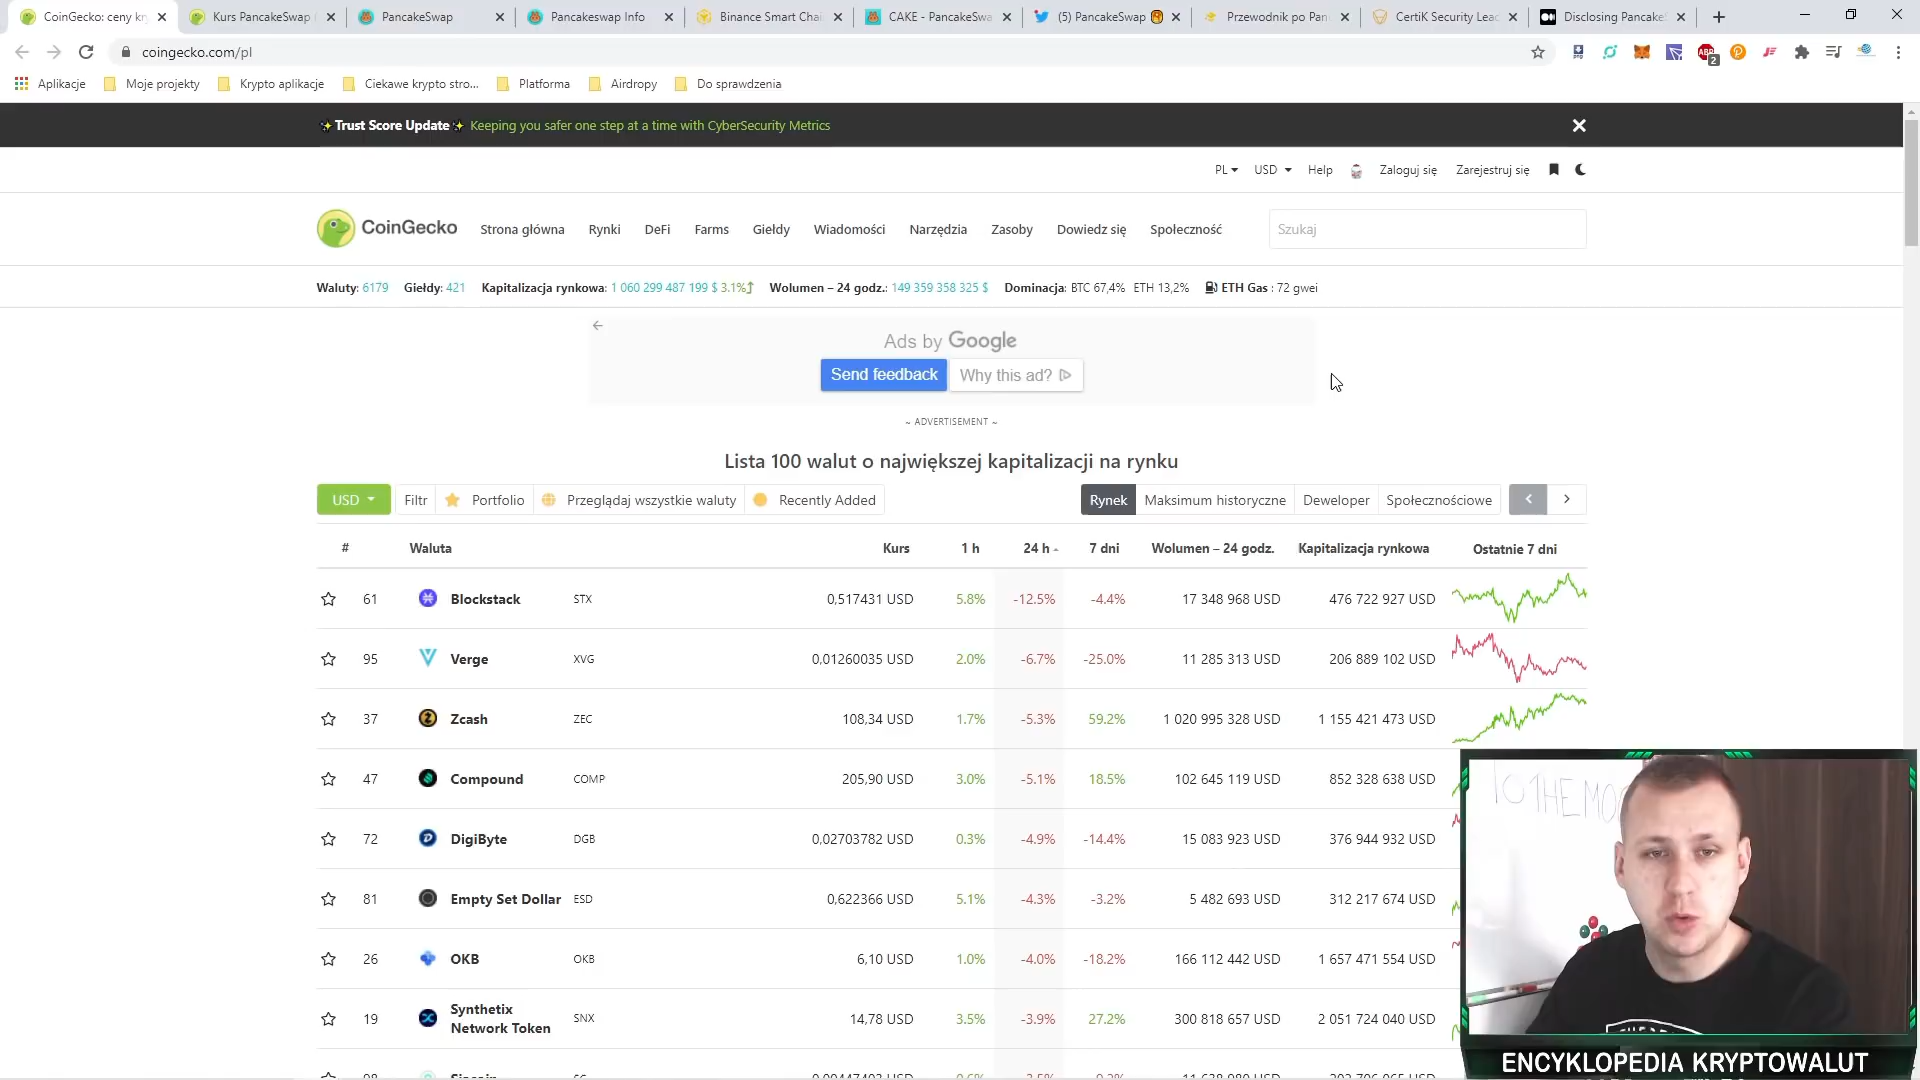 CoinGecko: ceny kr
Kurs PancakeSwap
PancakeSwap
Pancakeswap Info
Binance Smart Chai
CAKE - PancakeSwa
(5) PancakeSwap
Przewodnik po Pan
CertiK Security Lead
Disclosing Pancake
coingecko.com/pl
ABP 2
Aplikacje Moje projekty Krypto aplikacje Ciekawe krypto stro... Platforma Airdropy Do sprawdzenia
Trust Score Update Keeping you safer one step at a time with CyberSecurity Metrics
PL USD Help Zaloguj się Zarejestruj się
CoinGecko Strona główna Rynki DeFi Farms Giełdy Wiadomości Narzędzia Zasoby Dowiedz się Społeczność Szukaj
Waluty: 6179 Giełdy: 421 Kapitalizacja rynkowa: 1 060 299 487 199 $ 3.1% Wolumen – 24 godz.: 149 359 358 325 $ Dominacja: BTC 67,4% ETH 13,2% ETH Gas : 72 gwei
Ads by Google
Send feedback Why this ad?
~ ADVERTISEMENT ~
Lista 100 walut o największej kapitalizacji na rynku
USD Filtr Portfolio Przeglądaj wszystkie waluty Recently Added Rynek Maksimum historyczne Deweloper Społecznościowe
# Waluta Kurs 1 h 24 h 7 dni Wolumen – 24 godz. Kapitalizacja rynkowa Ostatnie 7 dni
61 Blockstack STX 0,517431 USD 5.8% -12.5% -4.4% 17 348 968 USD 476 722 927 USD
95 Verge XVG 0,01260035 USD 2.0% -6.7% -25.0% 11 285 313 USD 206 889 102 USD
37 Zcash ZEC 108,34 USD 1.7% -5.3% 59.2% 1 020 995 328 USD 1 155 421 473 USD
47 Compound COMP 205,90 USD 3.0% -5.1% 18.5% 102 645 119 USD 852 328 638 USD
72 DigiByte DGB 0,02703782 USD 0.3% -4.9% -14.4% 15 083 923 USD 376 944 932 USD
81 Empty Set Dollar ESD 0,622366 USD 5.1% -4.3% -3.2% 5 482 693 USD 312 217 674 USD
26 OKB OKB 6,10 USD 1.0% -4.0% -18.2% 166 112 442 USD 1 657 471 554 USD
19 Synthetix Network Token SNX 14,78 USD 3.5% -3.9% 27.2% 300 818 657 USD 2 051 724 040 USD
ENCYKLOPEDIA KRYPTOWALUT